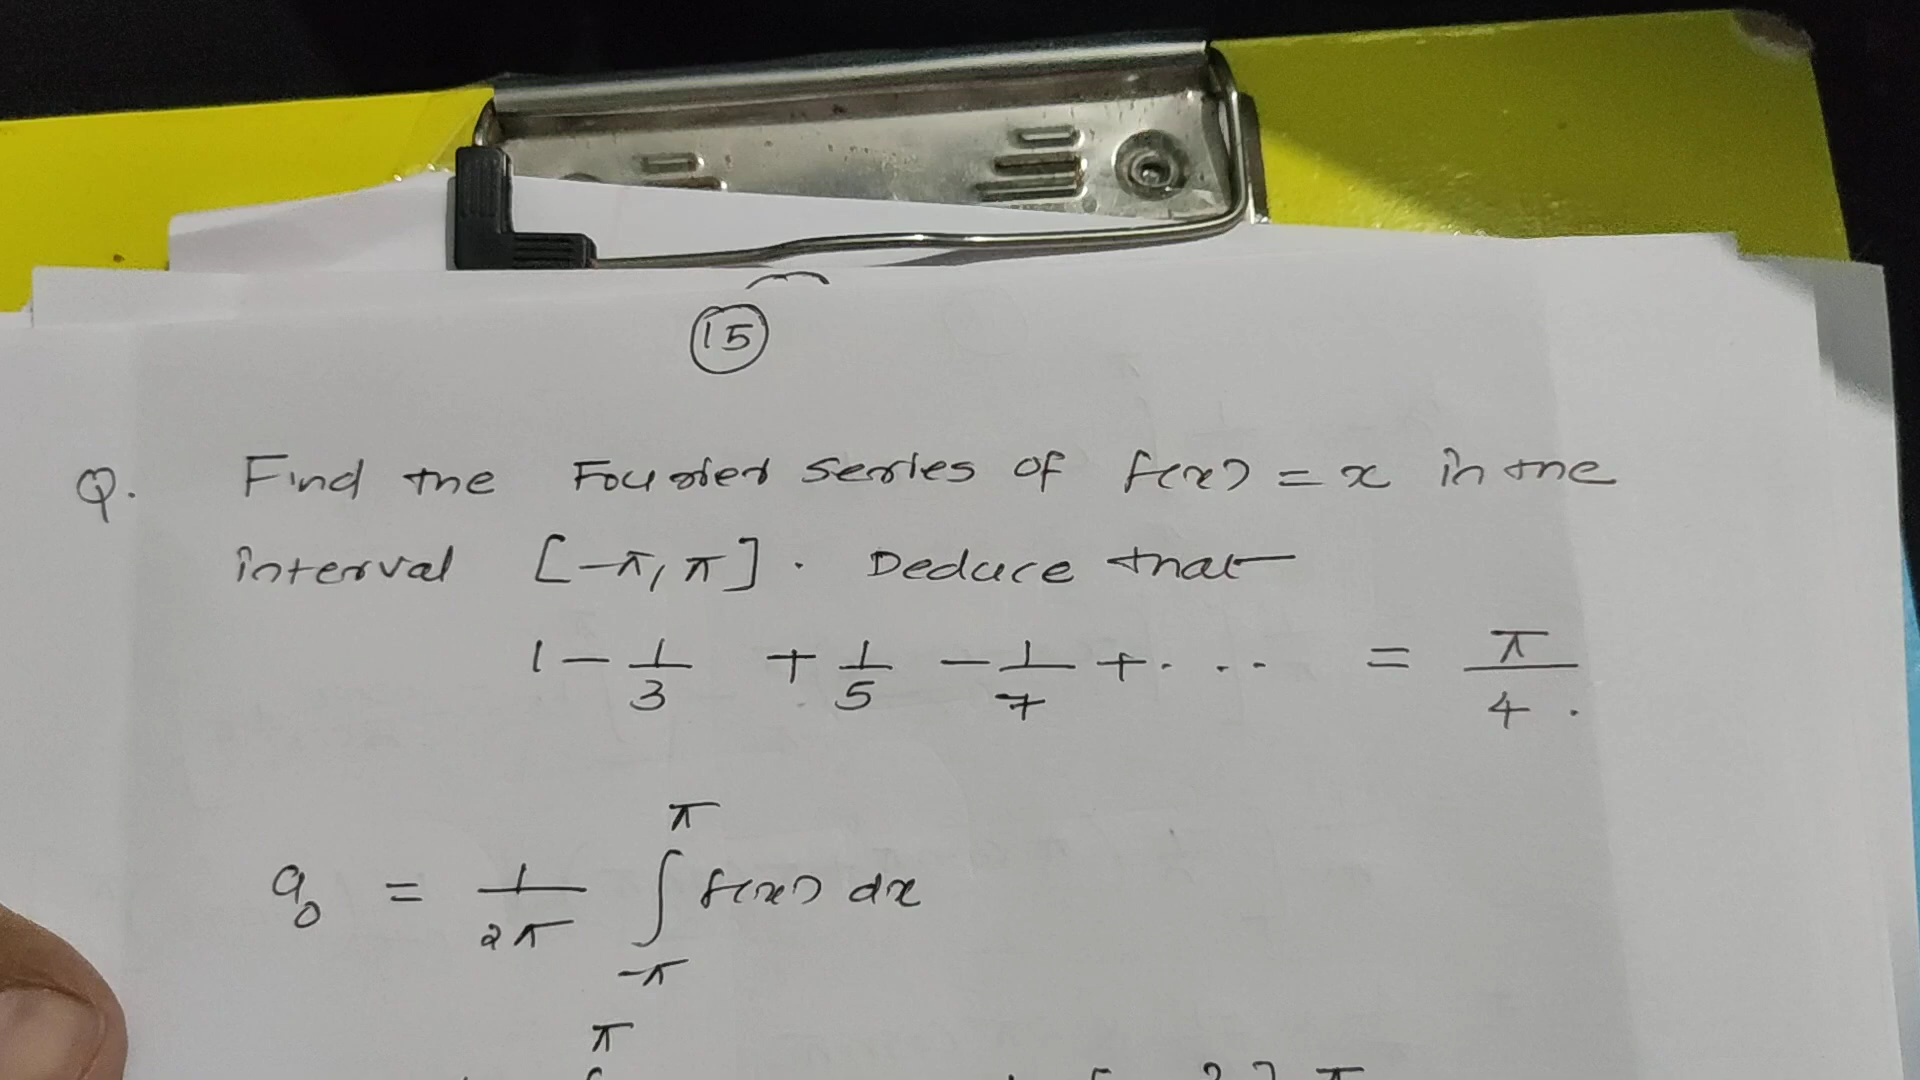 15
Q. Find the Fourier series of f(x) = x in the
interval [-π, π]. Deduce that
1 - 1/3 + 1/5 - 1/7 + .... = π/4.
a₀ = 1/2π ∫_{-π}^{π} f(x) dx
π